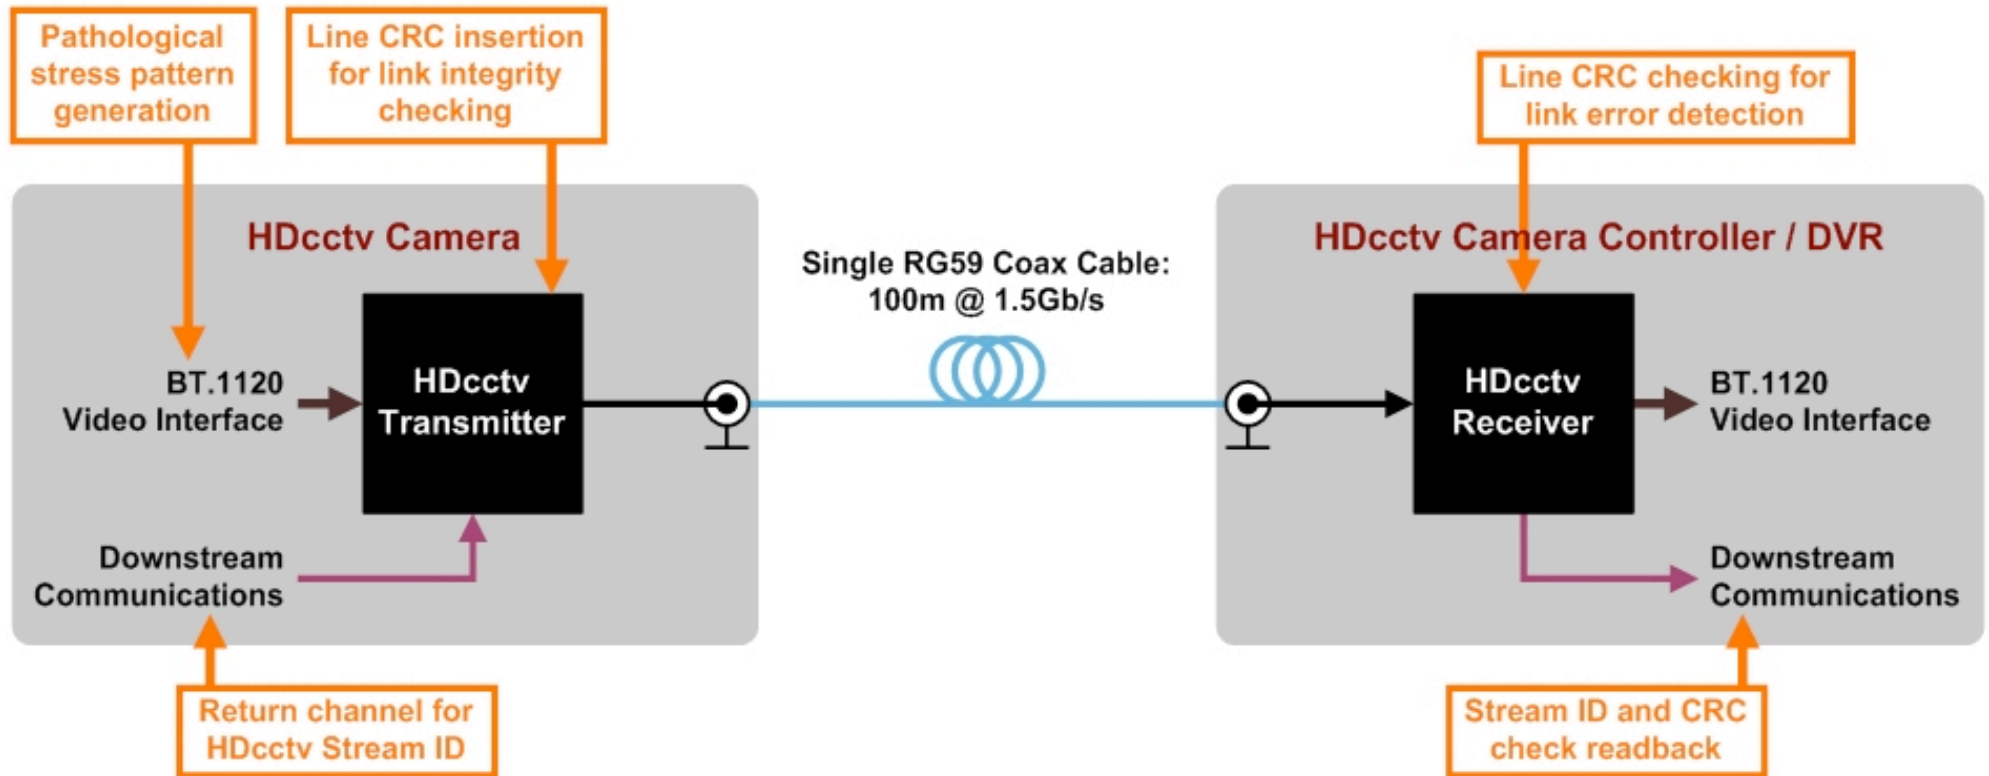 Pathological
stress pattern
generation
Line CRC insertion
for link integrity
checking
Line CRC checking for
link error detection
HDcctv Camera
HDcctv Camera Controller / DVR
Single RG59 Coax Cable:
100m @ 1.5Gb/s
BT.1120
Video Interface
HDcctv
Transmitter
HDcctv
Receiver
BT.1120
Video Interface
Downstream
Communications
Downstream
Communications
Return channel for
HDcctv Stream ID
Stream ID and CRC
check readback